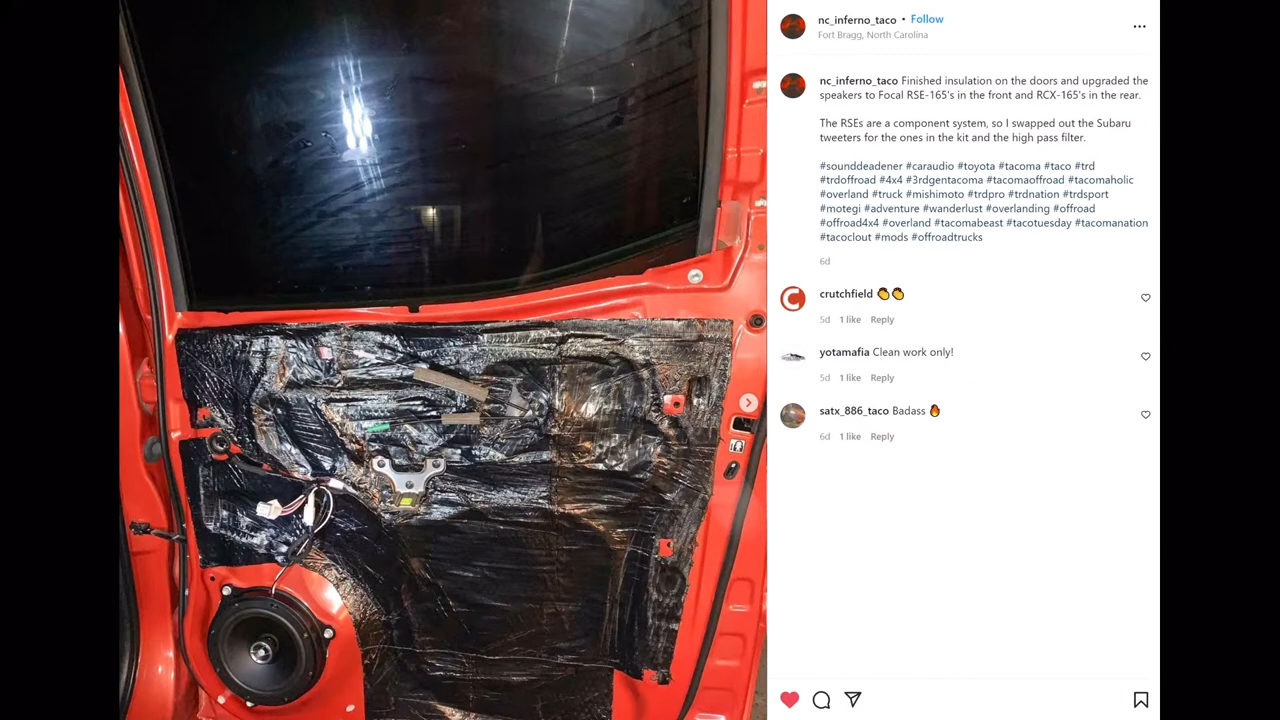 nc_inferno_taco • Follow
Fort Bragg, North Carolina
nc_inferno_taco Finished insulation on the doors and upgraded the
speakers to Focal RSE-165's in the front and RCX-165's in the rear.
The RSEs are a component system, so I swapped out the Subaru
tweeters for the ones in the kit and the high pass filter.
#sounddeadener #caraudio #toyota #tacoma #taco #trd
#trdoffroad #4x4 #3rdgentacoma #tacomaoffroad #tacomaholic
#overland #truck #mishimoto #trdpro #trdnation #trdsport
#motegi #adventure #wanderlust #overlanding #offroad
#offroad4x4 #overland #tacomabeast #tacotuesday #tacomanation
#tacoclout #mods #offroadtrucks
6d
crutchfield 👏👏
5d 1 like Reply
yotamafia Clean work only!
5d 1 like Reply
satx_886_taco Badass 🔥
6d 1 like Reply